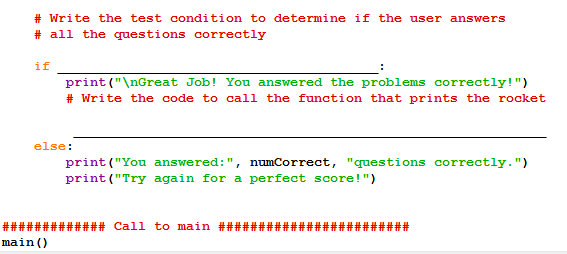 # Write the test condition to determine if the user answers
# all the questions correctly
if ________________________________________ :
print("\nGreat Job! You answered the problems correctly!")
# Write the code to call the function that prints the rocket
___________________________________________________________
else:
print("You answered:", numCorrect, "questions correctly.")
print("Try again for a perfect score!")
############# Call to main ########################
main()